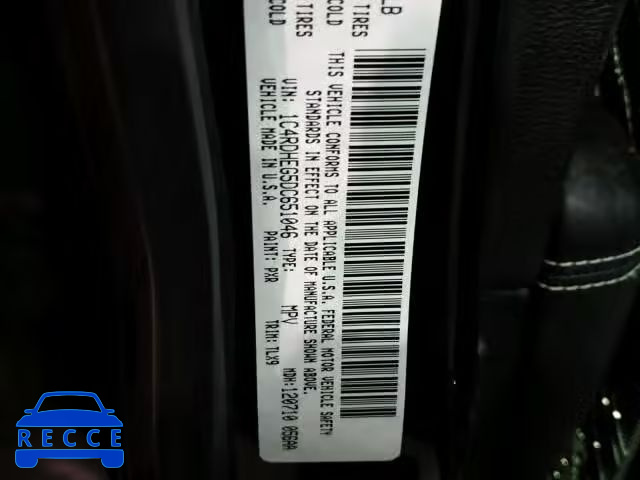 LB
TIRES
COLD
TIRES
COLD
THIS VEHICLE CONFORMS TO ALL APPLICABLE U.S.A. FEDERAL MOTOR VEHICLE SAFETY
STANDARDS IN EFFECT ON THE DATE OF MANUFACTURE SHOWN ABOVE.
VIN: 1C4RDHEG5DC651046 TYPE: MPV
VEHICLE MADE IN U.S.A. PAINT: PXR TRIM: TLX9
MDH: 120710 066AA
RECCE